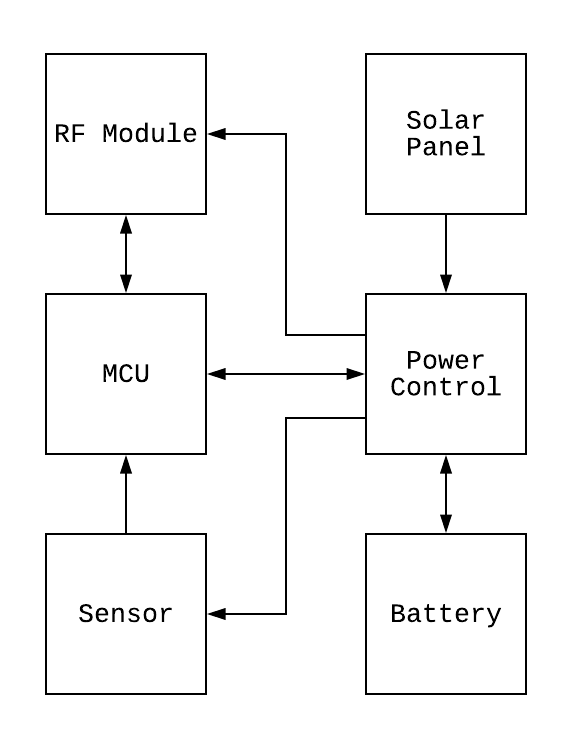 RF Module
Solar
Panel
MCU
Power
Control
Sensor
Battery